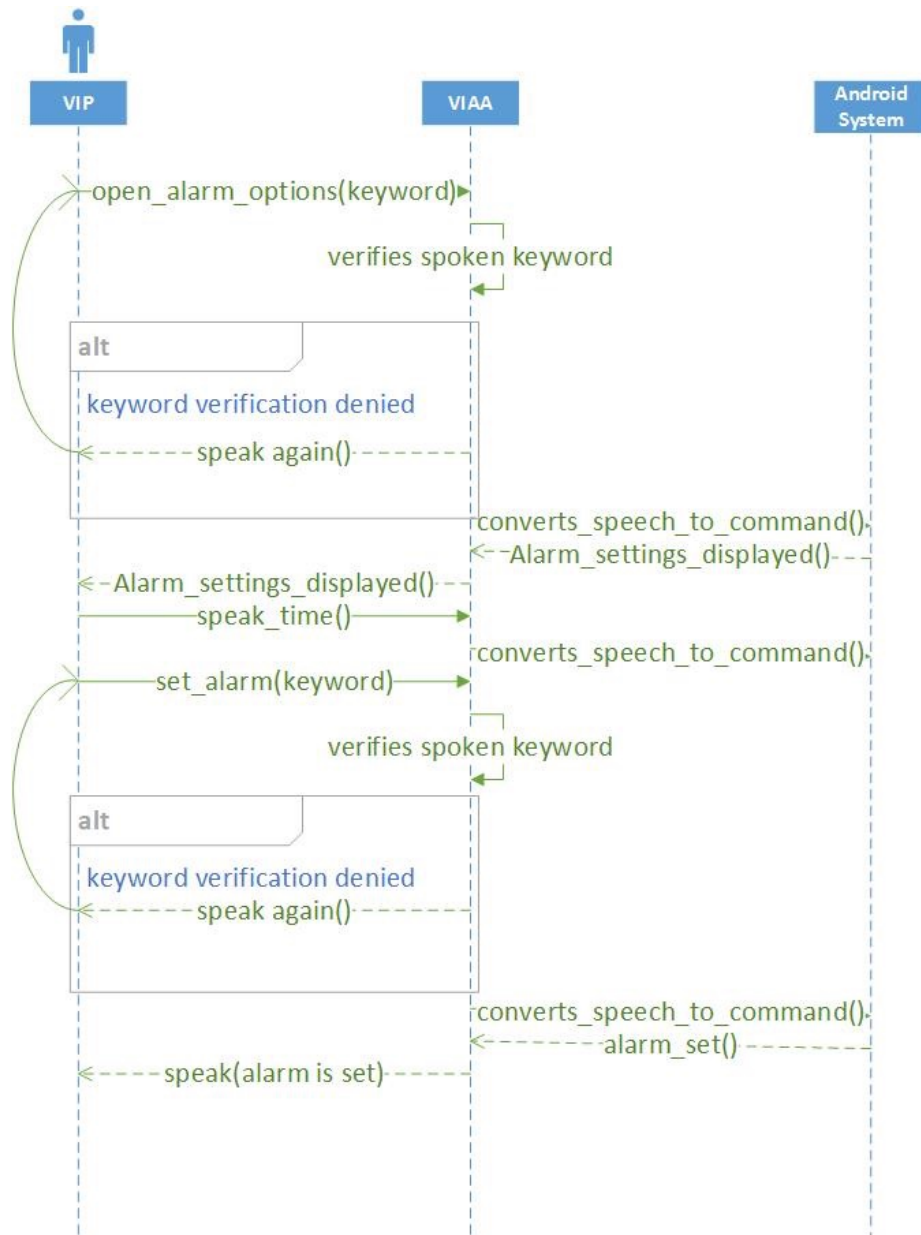 VIP
VIAA
Android
System
open_alarm_options(keyword)
verifies spoken keyword
alt
keyword verification denied
speak again()
converts_speech_to_command()
Alarm_settings_displayed()
Alarm_settings_displayed()
speak_time()
converts_speech_to_command()
set_alarm(keyword)
verifies spoken keyword
alt
keyword verification denied
speak again()
converts_speech_to_command()
alarm_set()
speak(alarm is set)